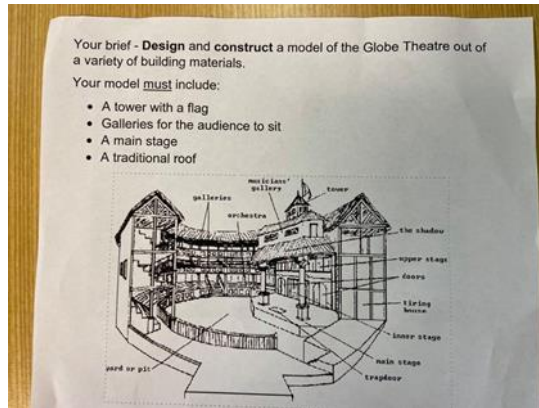 Your brief - Design and construct a model of the Globe Theatre out of
a variety of building materials.
Your model must include:
• A tower with a flag
• Galleries for the audience to sit
• A main stage
• A traditional roof
musicians'
gallery
tower
galleries
orchestra
the shadow
upper stage
doors
tiring
house
inner stage
main stage
yard or pit
trapdoor